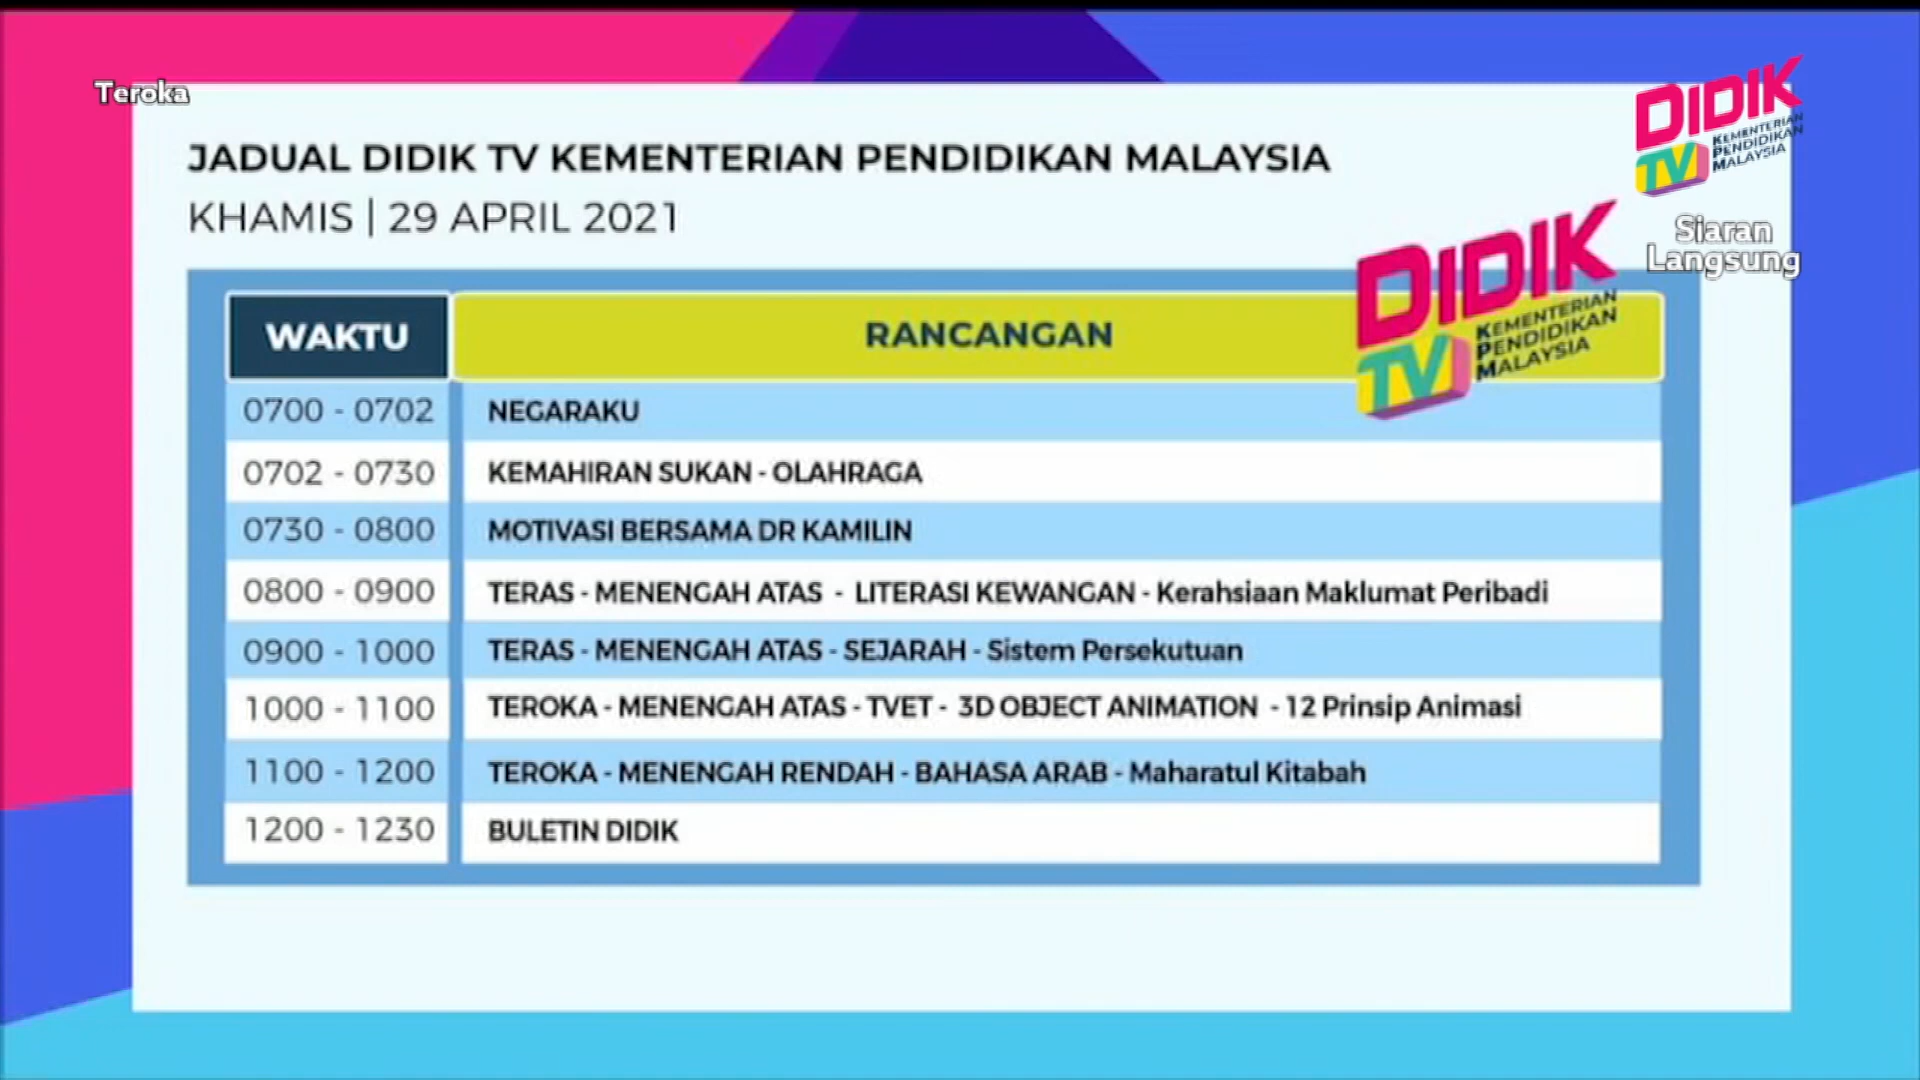 Teroka
DIDIK
TV
KEMENTERIAN
PENDIDIKAN
MALAYSIA
Siaran
Langsung
JADUAL DIDIK TV KEMENTERIAN PENDIDIKAN MALAYSIA
KHAMIS | 29 APRIL 2021
DIDIK
TV
KEMENTERIAN
PENDIDIKAN
MALAYSIA
WAKTU RANCANGAN
0700 - 0702 NEGARAKU
0702 - 0730 KEMAHIRAN SUKAN - OLAHRAGA
0730 - 0800 MOTIVASI BERSAMA DR KAMILIN
0800 - 0900 TERAS - MENENGAH ATAS - LITERASI KEWANGAN - Kerahsiaan Maklumat Peribadi
0900 - 1000 TERAS - MENENGAH ATAS - SEJARAH - Sistem Persekutuan
1000 - 1100 TEROKA - MENENGAH ATAS - TVET - 3D OBJECT ANIMATION - 12 Prinsip Animasi
1100 - 1200 TEROKA - MENENGAH RENDAH - BAHASA ARAB - Maharatul Kitabah
1200 - 1230 BULETIN DIDIK